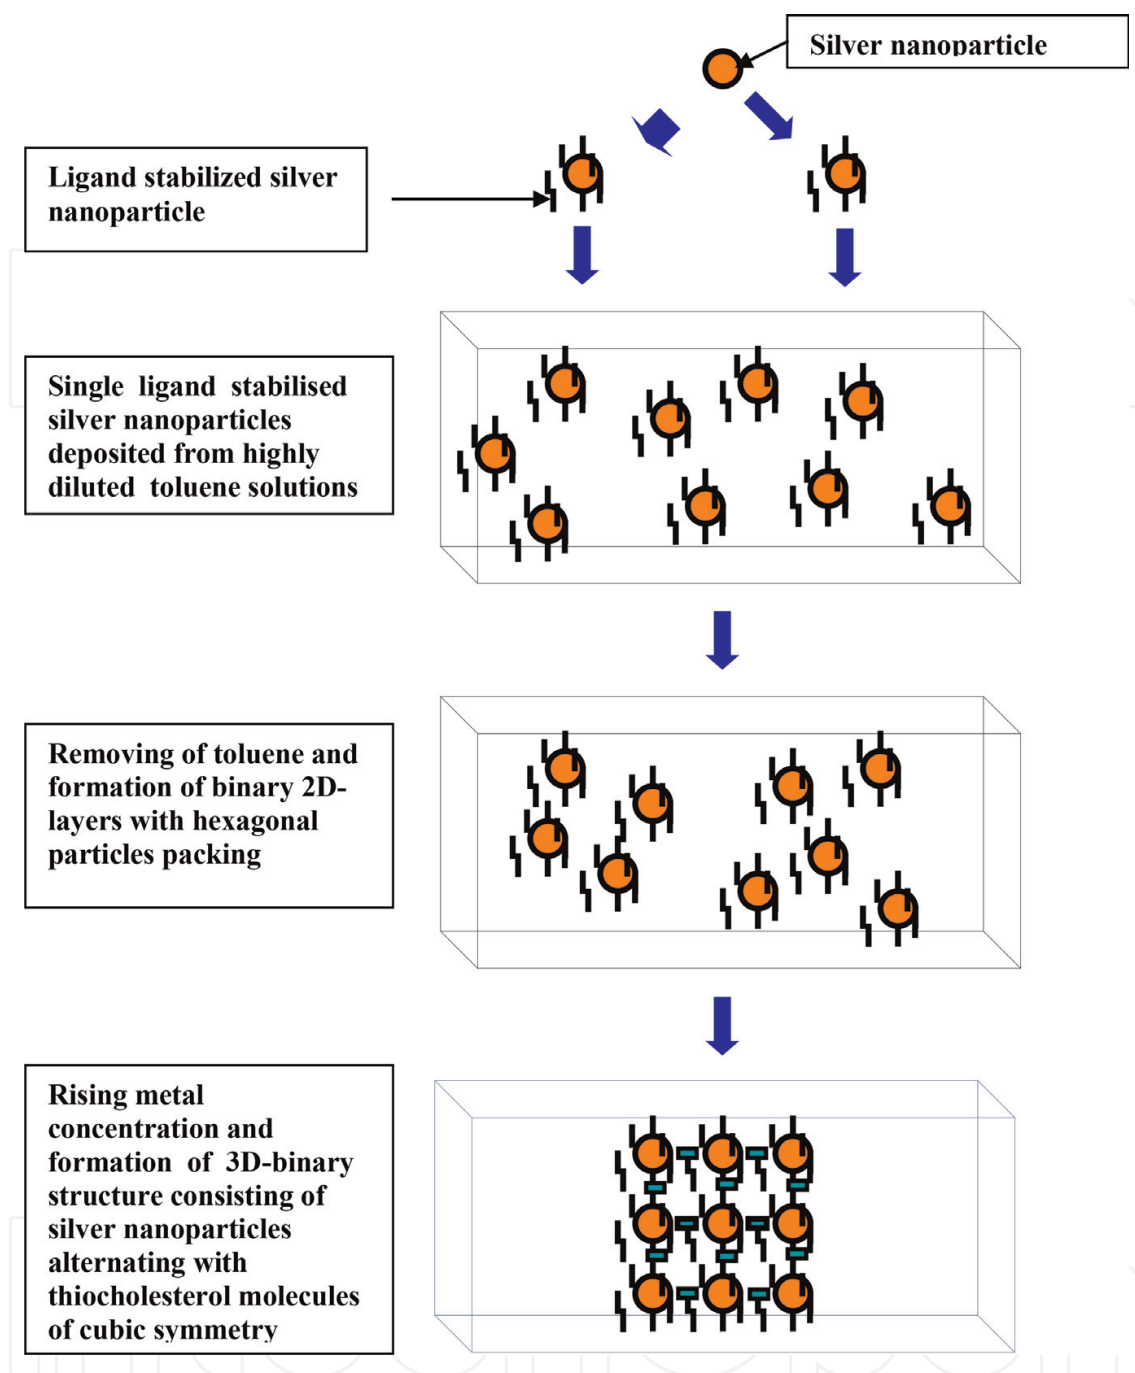 Silver nanoparticle
Ligand stabilized silver
nanoparticle
Single ligand stabilised
silver nanoparticles
deposited from highly
diluted toluene solutions
Removing of toluene and
formation of binary 2D-
layers with hexagonal
particles packing
Rising metal
concentration and
formation of 3D-binary
structure consisting of
silver nanoparticles
alternating with
thiocholesterol molecules
of cubic symmetry